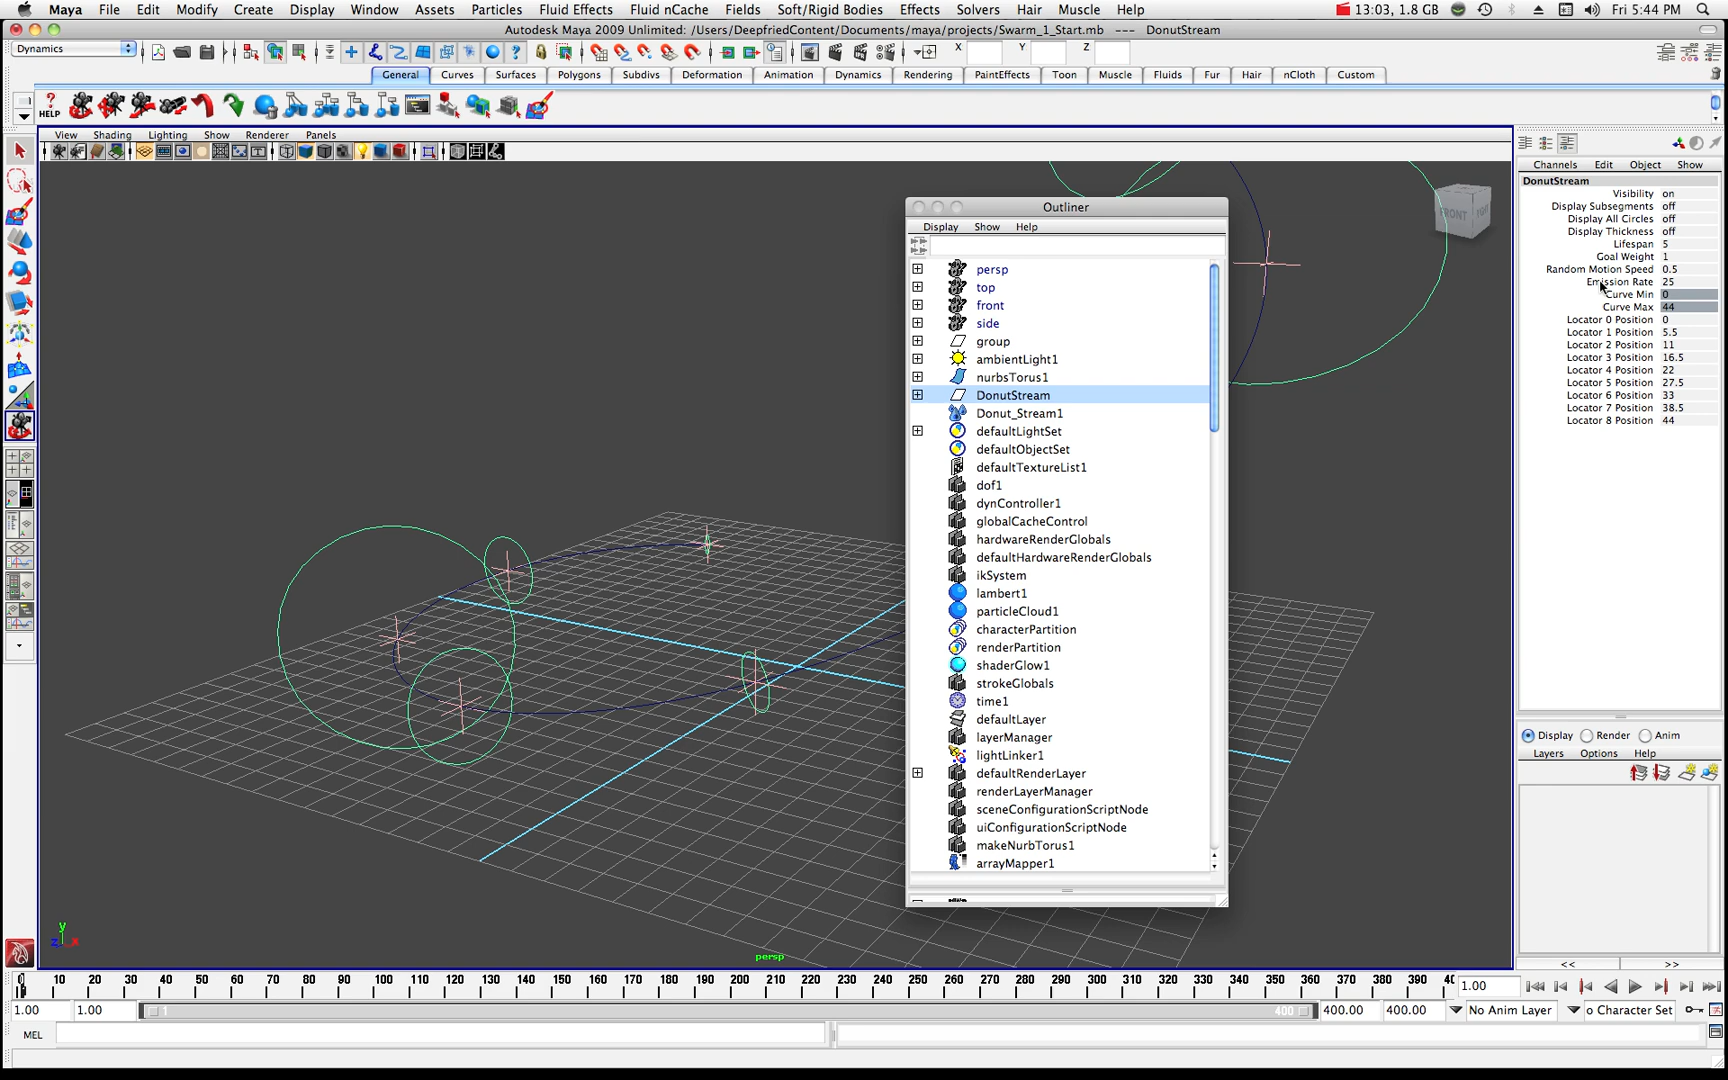 Maya File Edit Modify Create Display Window Assets Particles Fluid Effects Fluid nCache Fields Soft/Rigid Bodies Effects Solvers Hair Muscle Help 13:03, 1.8 GB Fri 5:44 PM
Autodesk Maya 2009 Unlimited: /Users/DeepfriedContent/Documents/maya/projects/Swarm_1_Start.mb --- DonutStream
Dynamics X Y Z
General Curves Surfaces Polygons Subdivs Deformation Animation Dynamics Rendering PaintEffects Toon Muscle Fluids Fur Hair nCloth Custom
? HELP
View Shading Lighting Show Renderer Panels
Channels Edit Object Show
DonutStream
Visibility on
Display Subsegments off
Display All Circles off
Display Thickness off
Lifespan 5
Goal Weight 1
Random Motion Speed 0.5
Emission Rate 25
Curve Min 0
Curve Max 44
Locator 0 Position 0
Locator 1 Position 5.5
Locator 2 Position 11
Locator 3 Position 16.5
Locator 4 Position 22
Locator 5 Position 27.5
Locator 6 Position 33
Locator 7 Position 38.5
Locator 8 Position 44
FRONT
Outliner
Display Show Help
persp
top
front
side
group
ambientLight1
nurbsTorus1
DonutStream
Donut_Stream1
defaultLightSet
defaultObjectSet
defaultTextureList1
dof1
dynController1
globalCacheControl
hardwareRenderGlobals
defaultHardwareRenderGlobals
ikSystem
lambert1
particleCloud1
characterPartition
renderPartition
shaderGlow1
strokeGlobals
time1
defaultLayer
layerManager
lightLinker1
defaultRenderLayer
renderLayerManager
sceneConfigurationScriptNode
uiConfigurationScriptNode
makeNurbTorus1
arrayMapper1
Display Render Anim
Layers Options Help
<< >>
y
z x
persp
10 20 30 40 50 60 70 80 90 100 110 120 130 140 150 160 170 180 190 200 210 220 230 240 250 260 270 280 290 300 310 320 330 340 350 360 370 380 390 40 1.00
1.00 1.00 1 400 400.00 400.00 No Anim Layer o Character Set
MEL